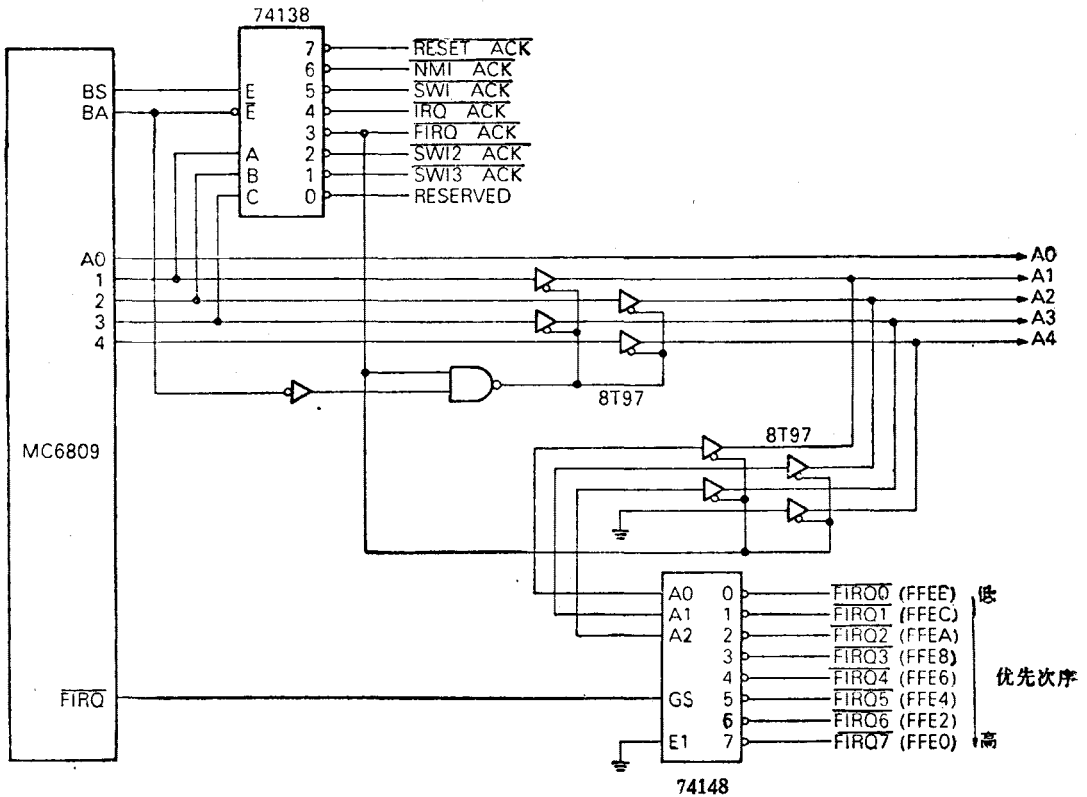 74138
7 RESET ACK
6 NMI ACK
BS E 5 SWI ACK
BA E 4 IRQ ACK
3 FIRQ ACK
A 2 SWI2 ACK
B 1 SWI3 ACK
C 0 RESERVED
A0 A0
1 A1
2 A2
3 A3
4 A4
8T97
8T97
MC6809
A0 0 FIRQ0 (FFEE) 低
A1 1 FIRQ1 (FFEC)
A2 2 FIRQ2 (FFEA)
3 FIRQ3 (FFE8)
优先次序
4 FIRQ4 (FFE6)
FIRQ GS 5 FIRQ5 (FFE4)
6 FIRQ6 (FFE2)
E1 7 FIRQ7 (FFE0) 高
74148